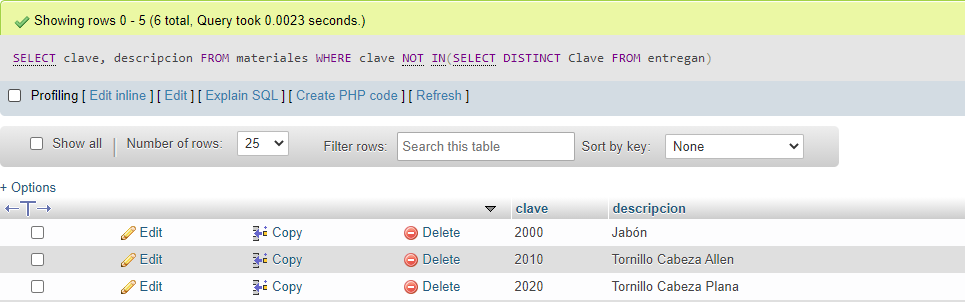 Showing rows 0 - 5 (6 total, Query took 0.0023 seconds.)
SELECT clave, descripcion FROM materiales WHERE clave NOT IN(SELECT DISTINCT Clave FROM entregan)
Profiling [ Edit inline ] [ Edit ] [ Explain SQL ] [ Create PHP code ] [ Refresh ]
Show all | Number of rows: 25 Filter rows: Search this table Sort by key: None
+ Options
←T→ clave descripcion
Edit Copy Delete 2000 Jabón
Edit Copy Delete 2010 Tornillo Cabeza Allen
Edit Copy Delete 2020 Tornillo Cabeza Plana